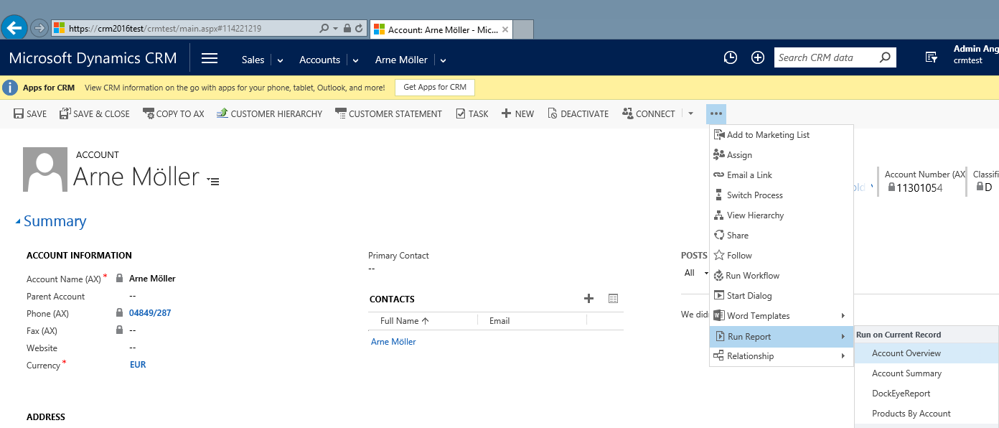 https://crm2016test/crmtest/main.aspx#114221219
Account: Arne Möller - Mic...
Microsoft Dynamics CRM
Sales
Accounts
Arne Möller
Search CRM data
Admin Ang
crmtest
Apps for CRM View CRM information on the go with apps for your phone, tablet, Outlook, and more! Get Apps for CRM
SAVE SAVE & CLOSE COPY TO AX CUSTOMER HIERARCHY CUSTOMER STATEMENT TASK NEW DEACTIVATE CONNECT
ACCOUNT
Arne Möller
Account Number (AX
11301054
Classifi
D
Summary
ACCOUNT INFORMATION
Account Name (AX)* Arne Möller
Parent Account --
Phone (AX) 04849/287
Fax (AX) --
Website --
Currency* EUR
ADDRESS
Primary Contact
--
CONTACTS
Full Name Email
Arne Möller
POSTS
All
We did
Add to Marketing List
Assign
Email a Link
Switch Process
View Hierarchy
Share
Follow
Run Workflow
Start Dialog
Word Templates
Run Report
Relationship
Run on Current Record
Account Overview
Account Summary
DockEyeReport
Products By Account